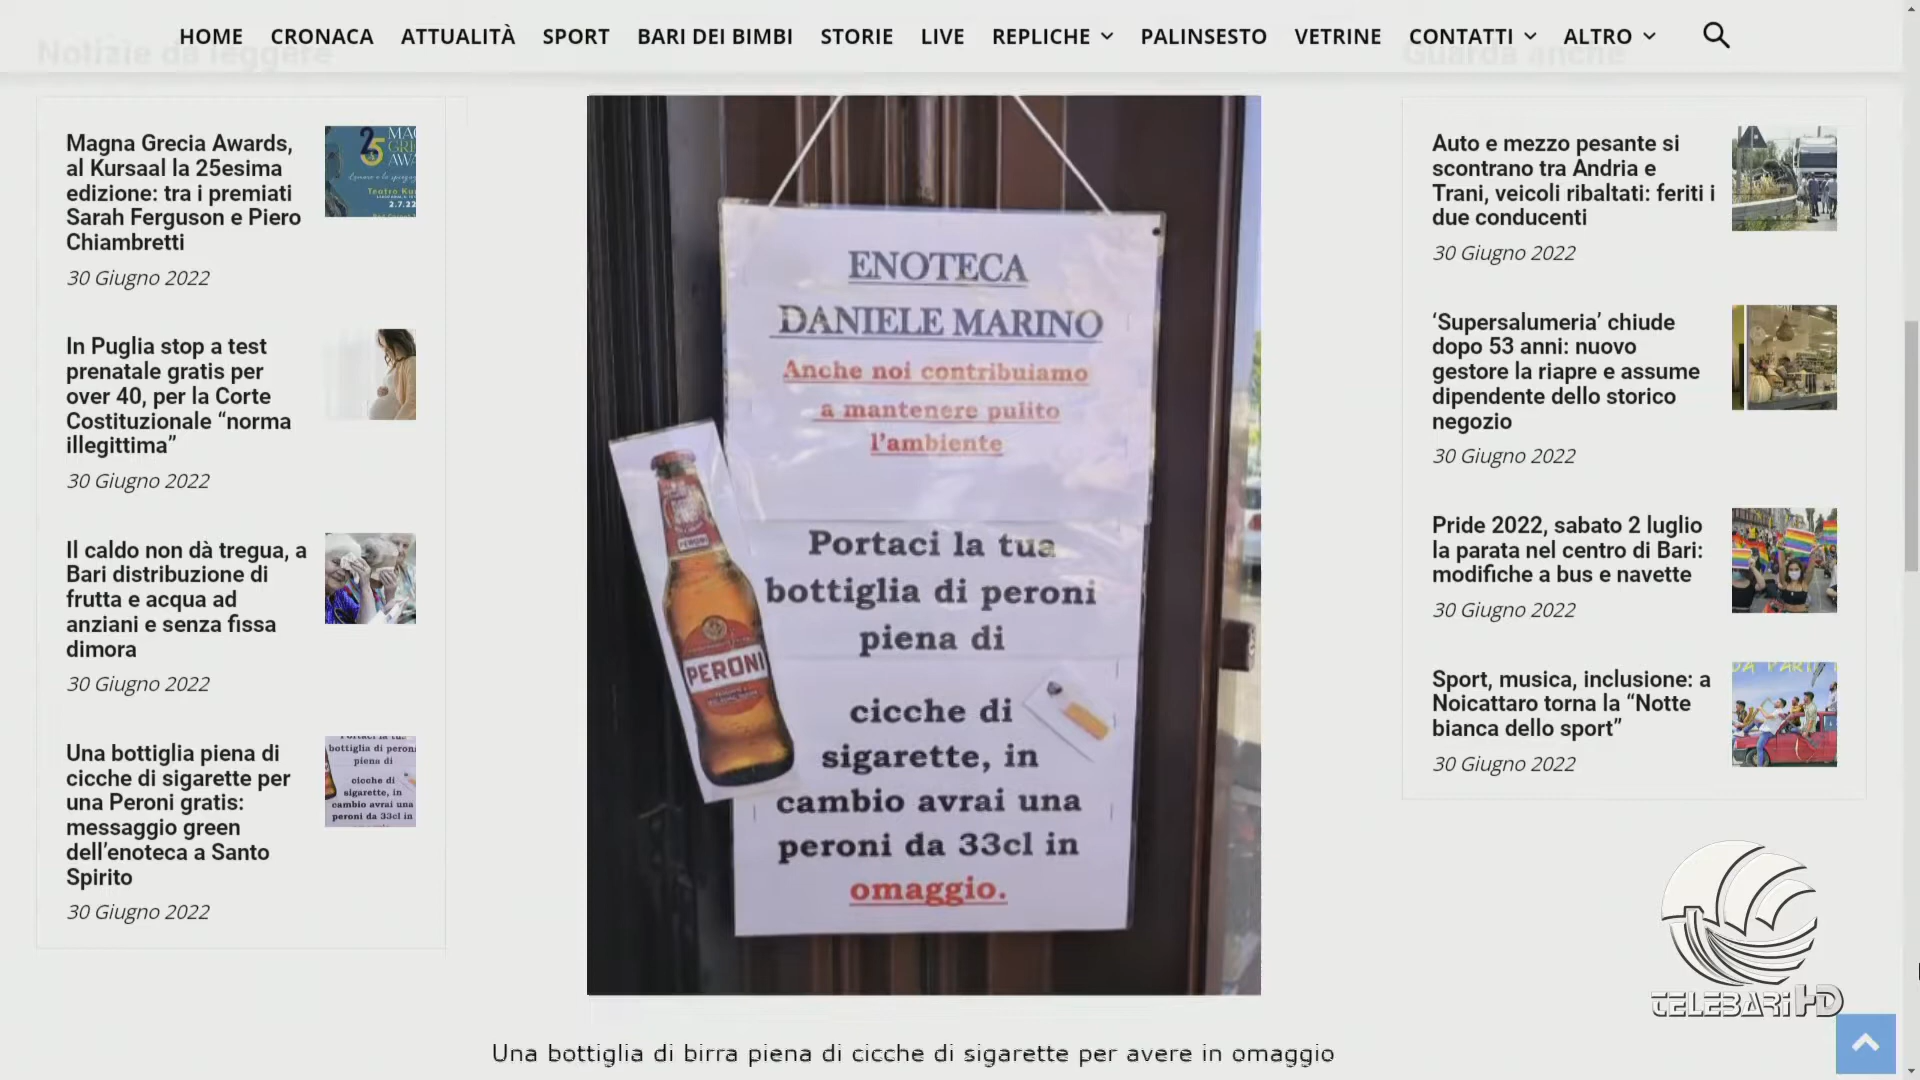 HOME CRONACA ATTUALITÀ SPORT BARI DEI BIMBI STORIE LIVE REPLICHE PALINSESTO VETRINE CONTATTI ALTRO
Notizie da leggere
Guarda anche
Magna Grecia Awards,
al Kursaal la 25esima
edizione: tra i premiati
Sarah Ferguson e Piero
Chiambretti
30 Giugno 2022
In Puglia stop a test
prenatale gratis per
over 40, per la Corte
Costituzionale “norma
illegittima”
30 Giugno 2022
Il caldo non dà tregua, a
Bari distribuzione di
frutta e acqua ad
anziani e senza fissa
dimora
30 Giugno 2022
Una bottiglia piena di
cicche di sigarette per
una Peroni gratis:
messaggio green
dell’enoteca a Santo
Spirito
30 Giugno 2022
ENOTECA
DANIELE MARINO
Anche noi contribuiamo
a mantenere pulito
l’ambiente
Portaci la tua
bottiglia di peroni
piena di
cicche di
sigarette, in
cambio avrai una
peroni da 33cl in
omaggio.
PERONI
PERONI
Auto e mezzo pesante si
scontrano tra Andria e
Trani, veicoli ribaltati: feriti i
due conducenti
30 Giugno 2022
‘Supersalumeria’ chiude
dopo 53 anni: nuovo
gestore la riapre e assume
dipendente dello storico
negozio
30 Giugno 2022
Pride 2022, sabato 2 luglio
la parata nel centro di Bari:
modifiche a bus e navette
30 Giugno 2022
Sport, musica, inclusione: a
Noicattaro torna la “Notte
bianca dello sport”
30 Giugno 2022
TELEBARI HD
Una bottiglia di birra piena di cicche di sigarette per avere in omaggio